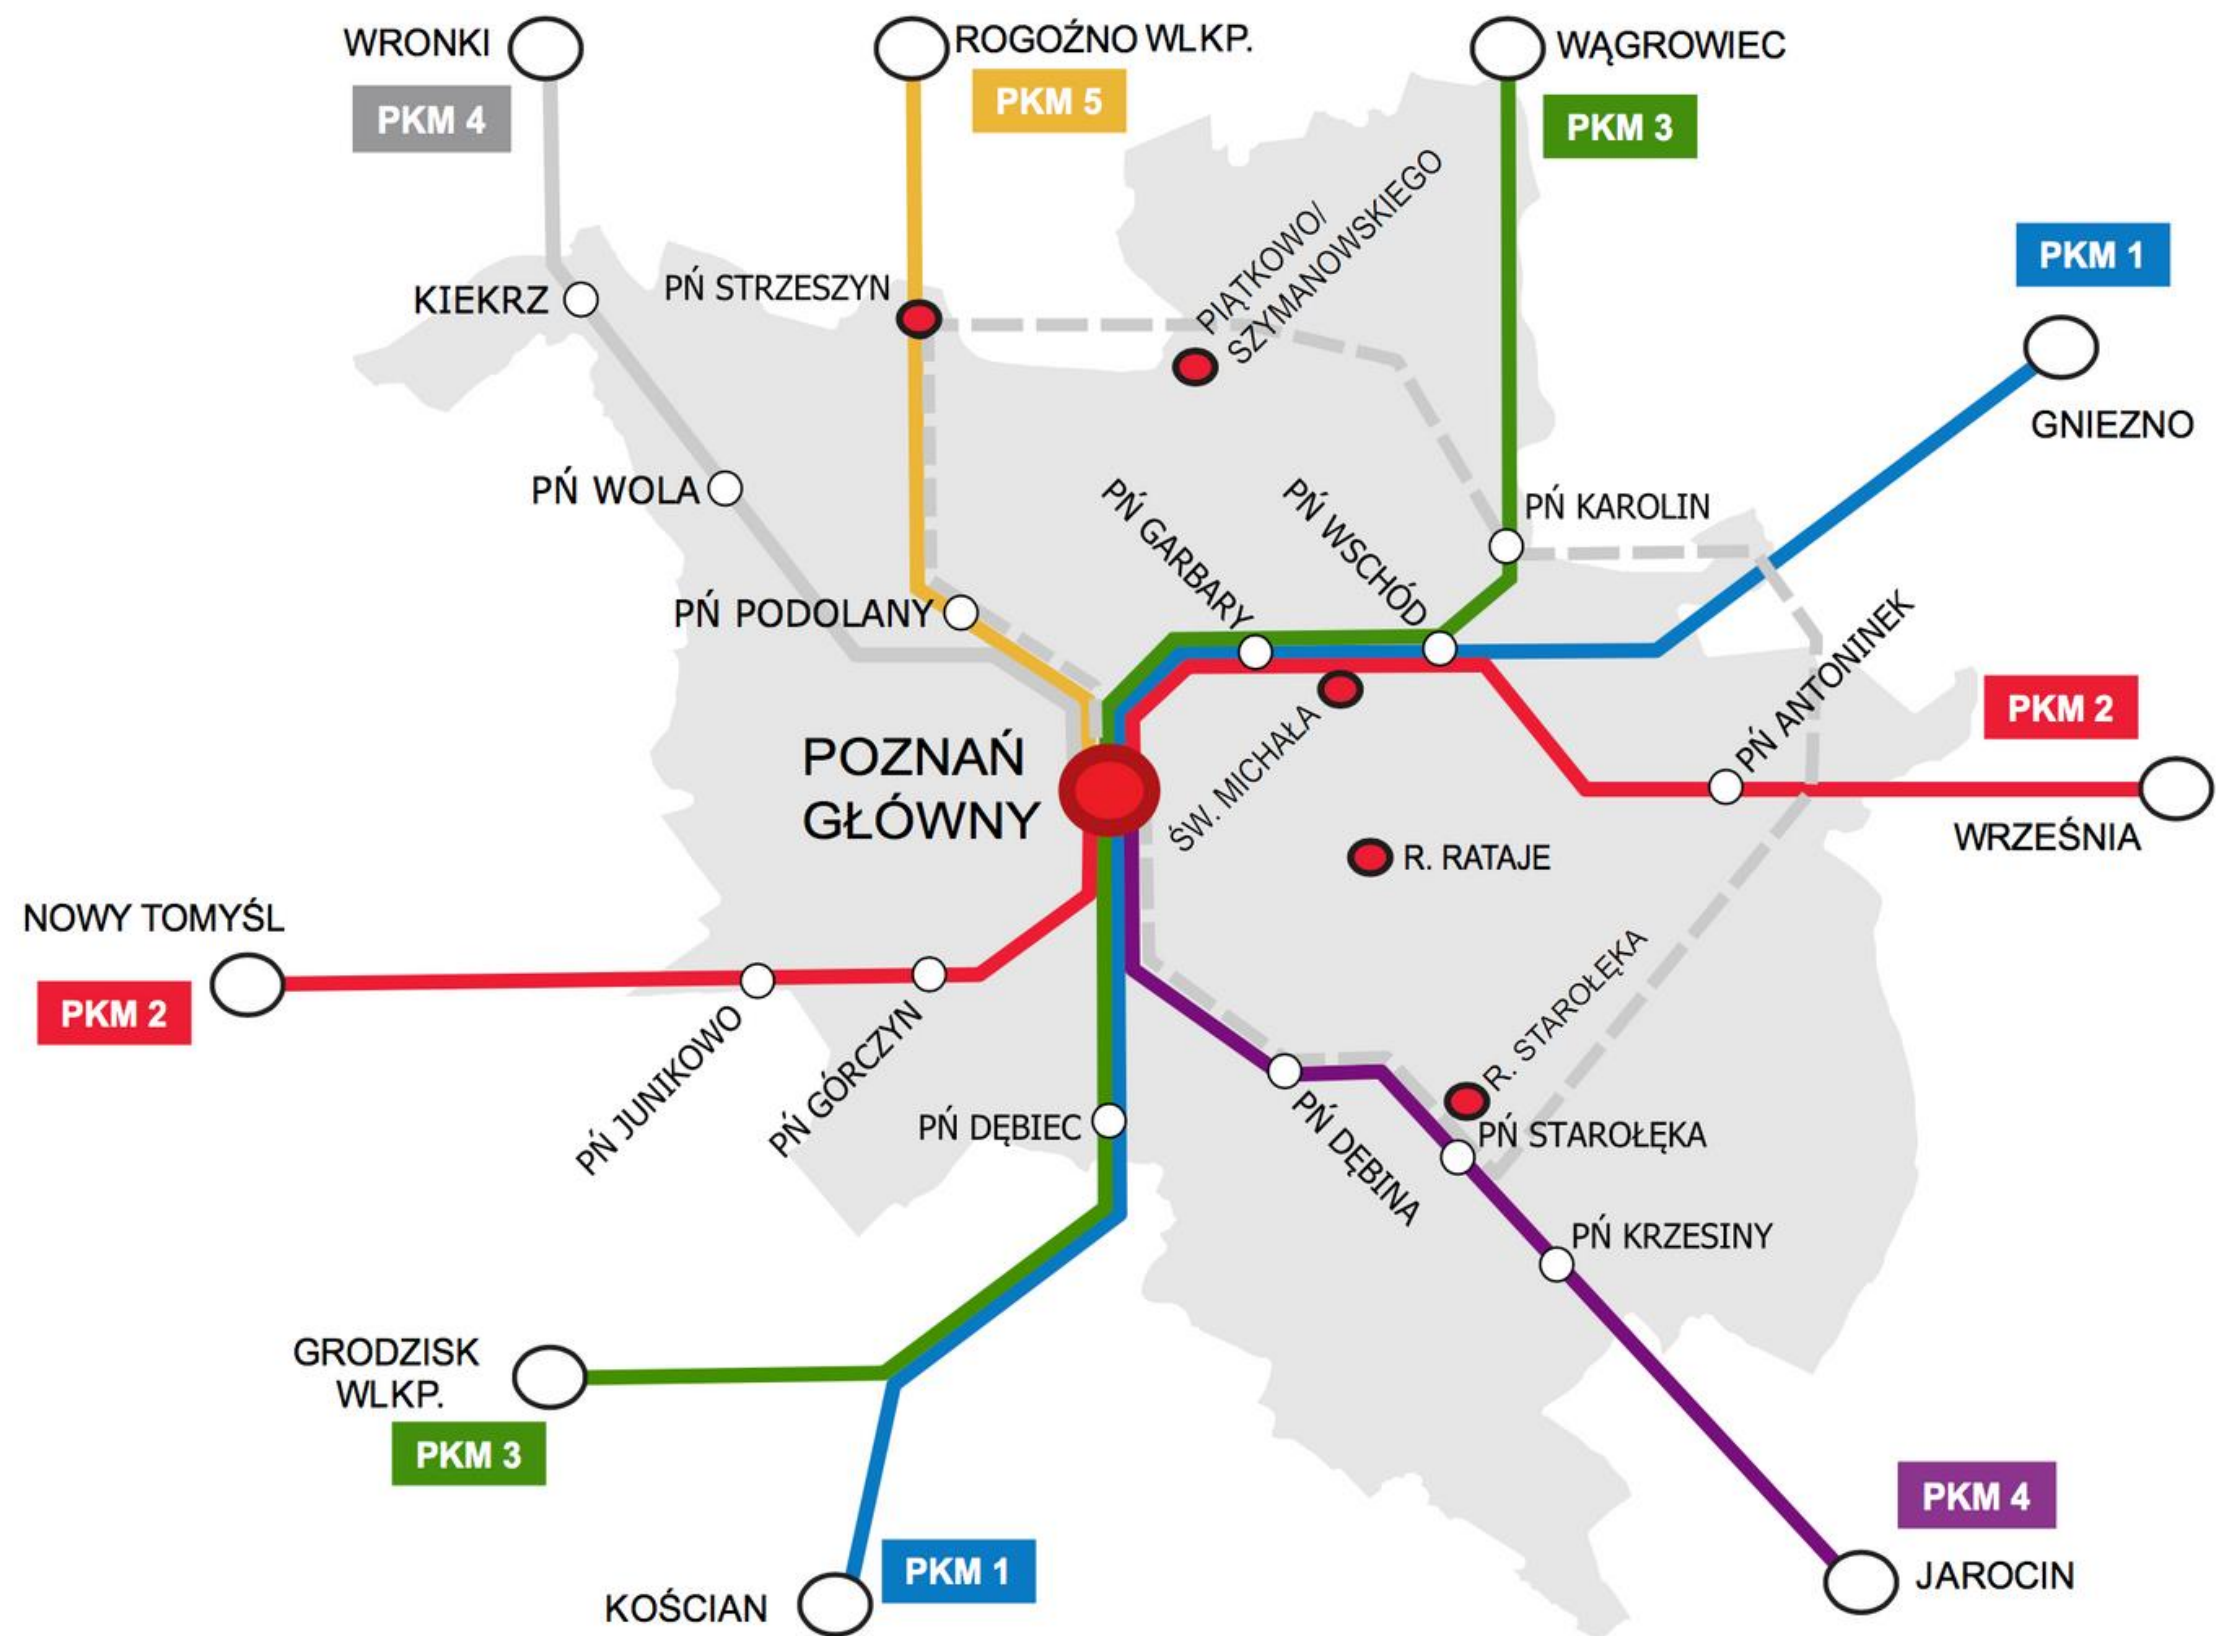 WRONKI
ROGOŹNO WLKP.
WĄGROWIEC
PKM 4
PKM 5
PKM 3
PIĄTKOWO/
SZYMANOWSKIEGO
PKM 1
KIEKRZ
PŃ STRZESZYN
GNIEZNO
PŃ WOLA
PŃ GARBARY
PŃ WSCHÓD
PŃ KAROLIN
PŃ PODOLANY
PŃ ANTONINEK
PKM 2
POZNAŃ
GŁÓWNY
ŚW. MICHAŁA
WRZEŚNIA
R. RATAJE
NOWY TOMYŚL
PKM 2
PŃ JUNIKOWO
PŃ GÓRCZYN
R. STAROŁĘKA
PŃ DĘBIEC
PŃ DĘBINA
PŃ STAROŁĘKA
PŃ KRZESINY
GRODZISK
WLKP.
PKM 3
PKM 4
PKM 1
JAROCIN
KOŚCIAN